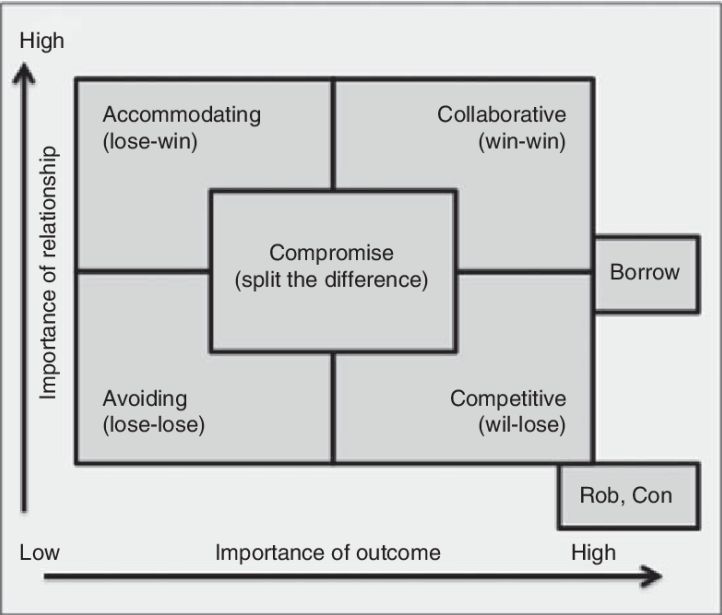 High
Importance of relationship
Accommodating
(lose-win)
Collaborative
(win-win)
Compromise
(split the difference)
Borrow
Avoiding
(lose-lose)
Competitive
(wil-lose)
Rob, Con
Low
Importance of outcome
High